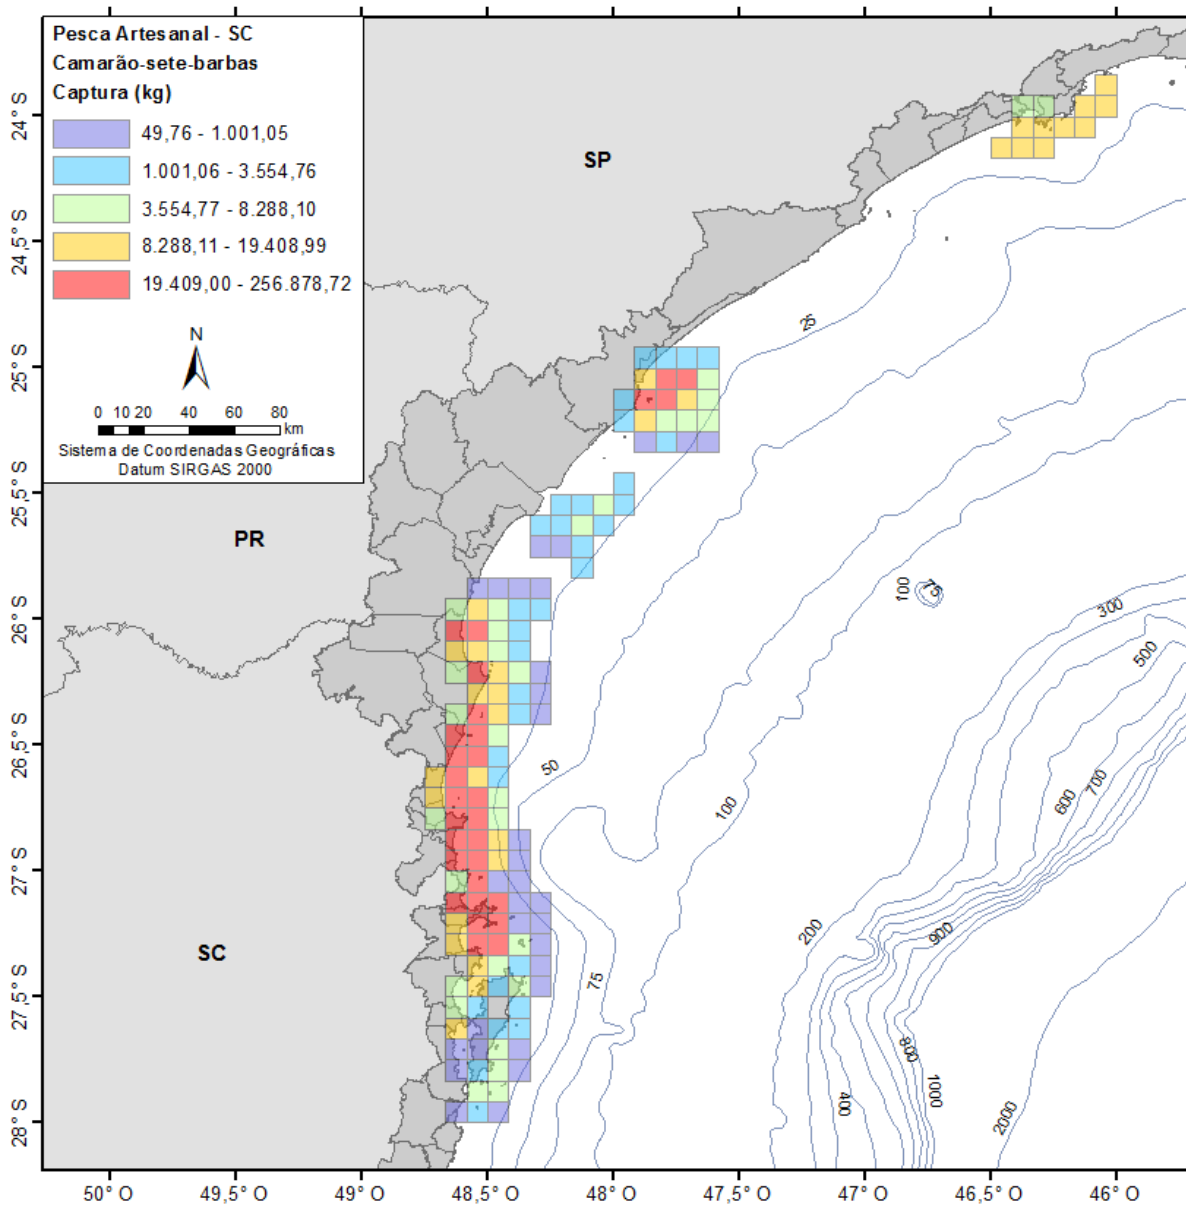 Pesca Artesanal - SC
Camarão-sete-barbas
Captura (kg)
49,76 - 1.001,05
1.001,06 - 3.554,76
3.554,77 - 8.288,10
8.288,11 - 19.408,99
19.409,00 - 256.878,72
N
0 10 20 40 60 80
km
Sistema de Coordenadas Geográficas
Datum SIRGAS 2000
SP
PR
SC
25
50
75
100
100
75
200
300
500
600
700
900
800
1000
400
2000
24° S
24,5° S
25° S
25,5° S
26° S
26,5° S
27° S
27,5° S
28° S
50° O
49,5° O
49° O
48,5° O
48° O
47,5° O
47° O
46,5° O
46° O